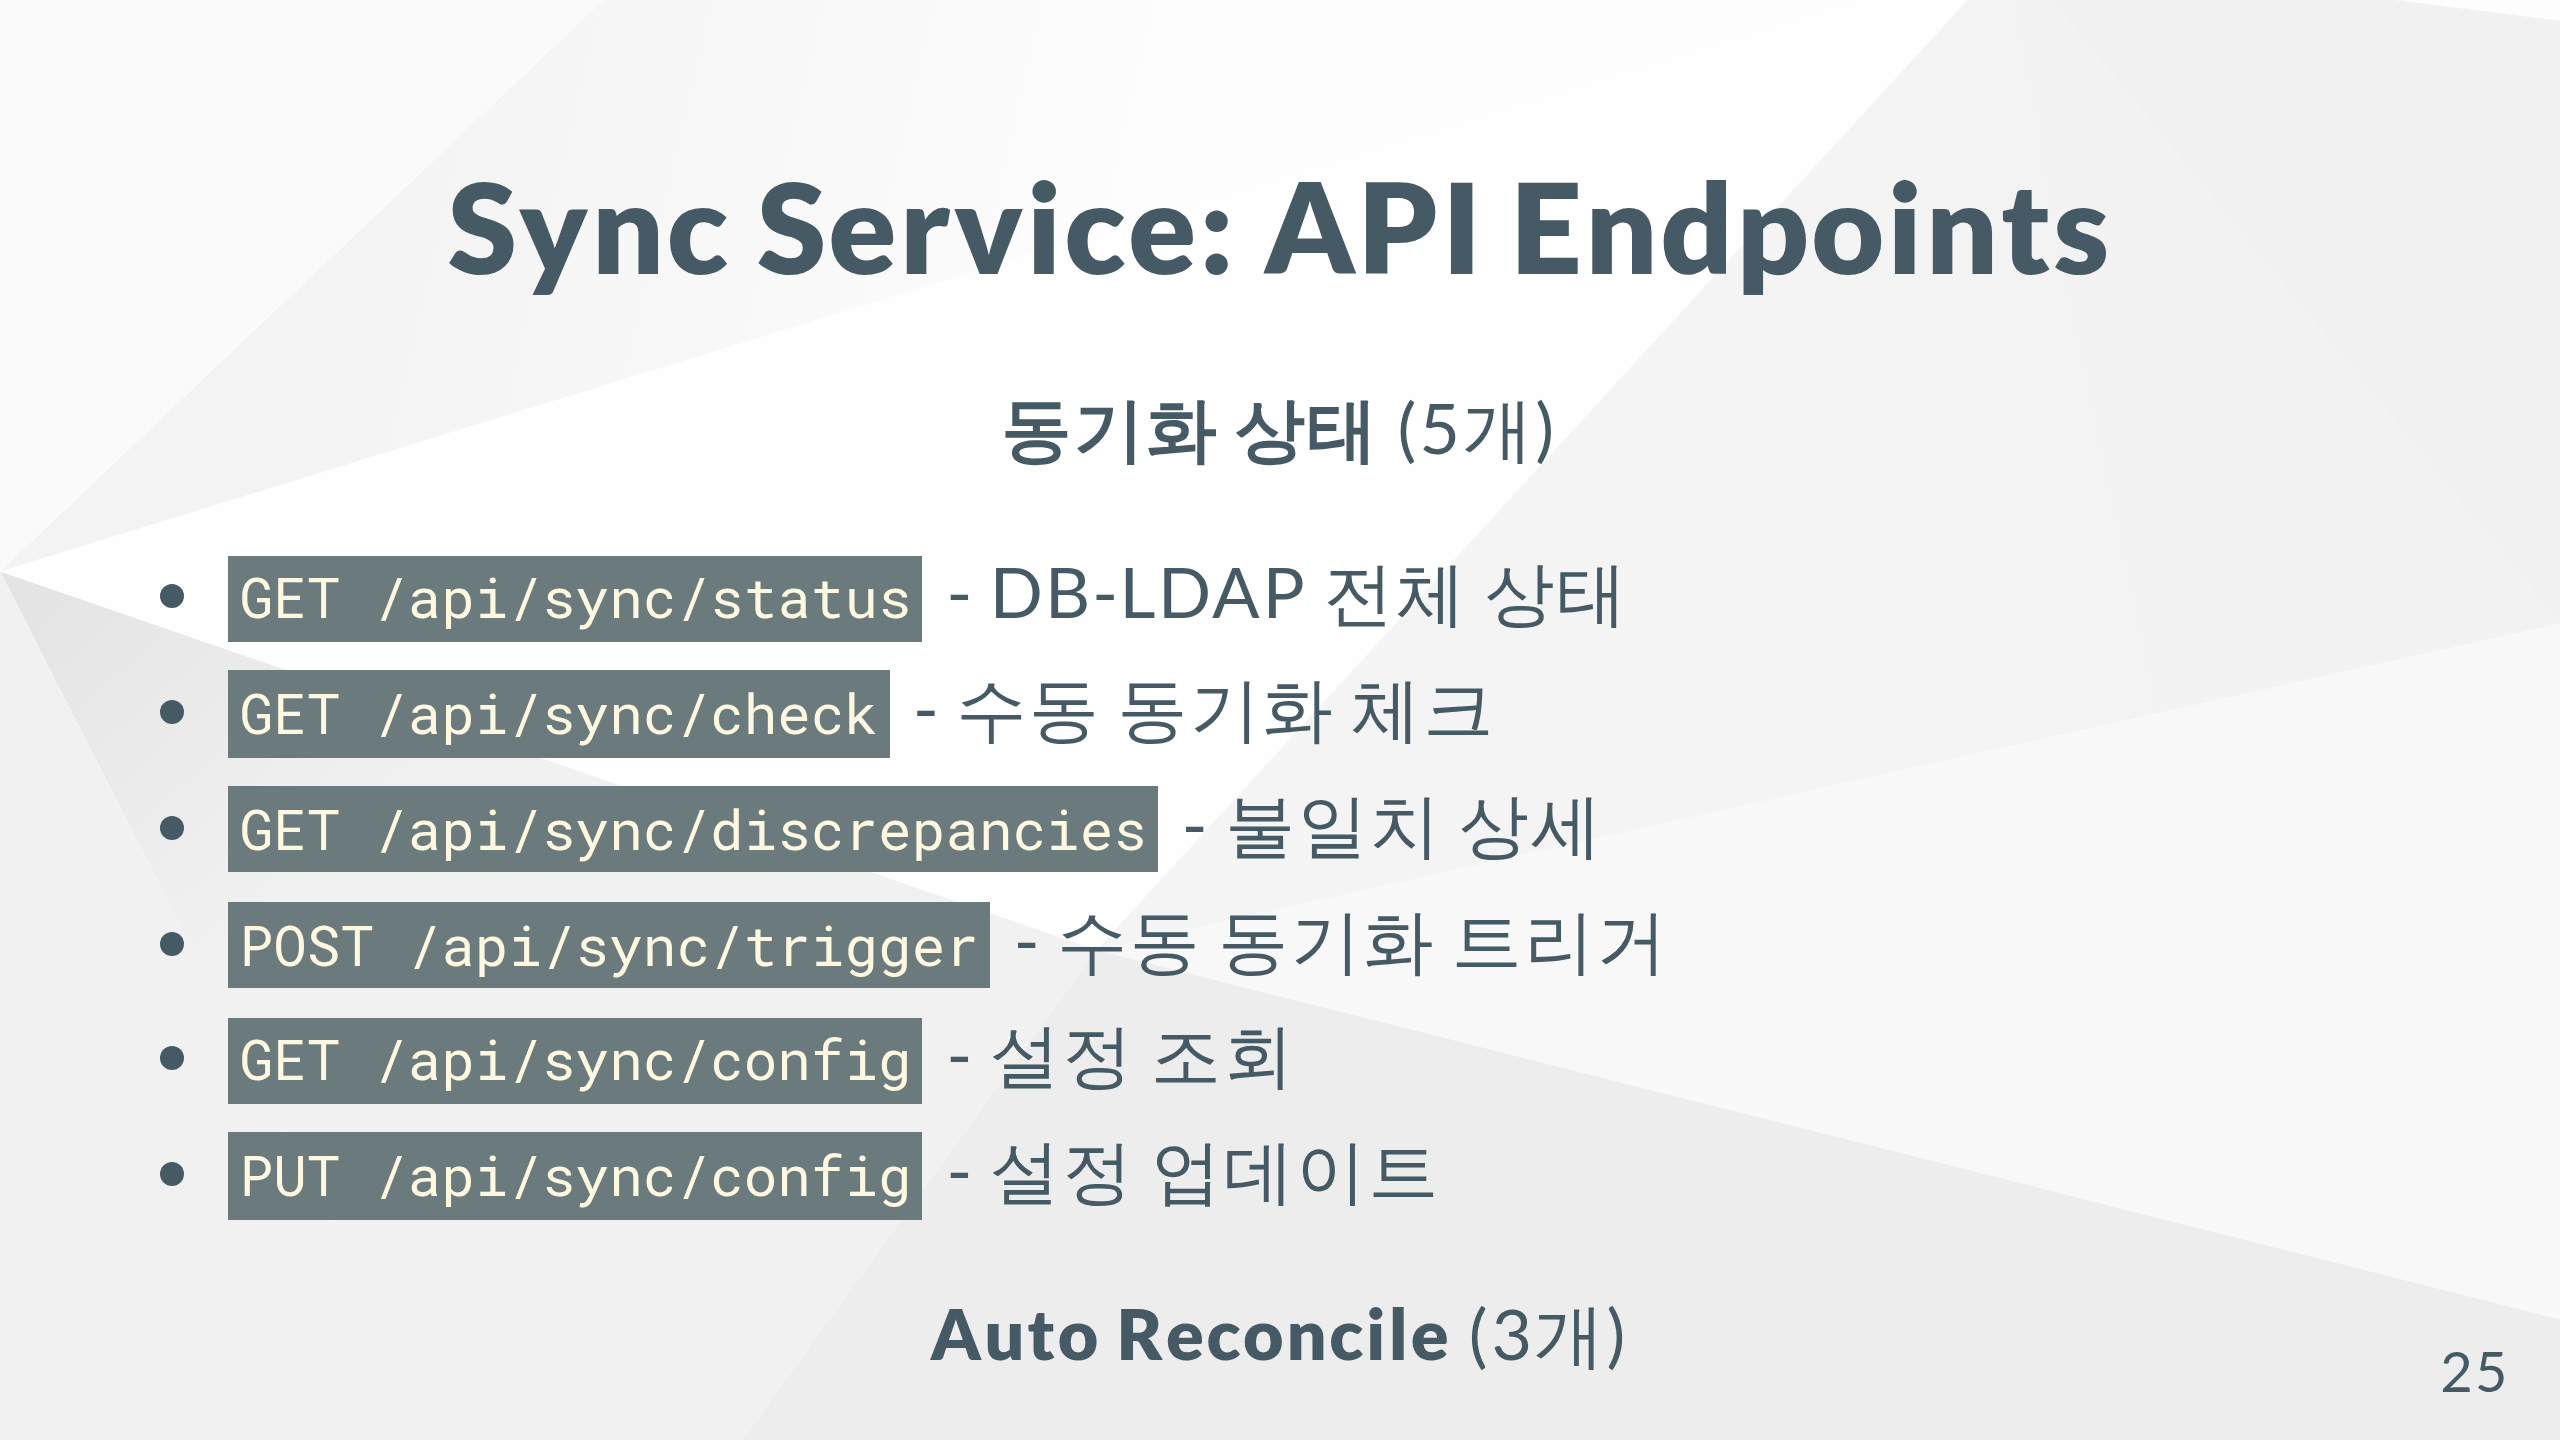 Sync Service: API Endpoints
동기화 상태 (5개)
• GET /api/sync/status - DB-LDAP 전체 상태
• GET /api/sync/check - 수동 동기화 체크
• GET /api/sync/discrepancies - 불일치 상세
• POST /api/sync/trigger - 수동 동기화 트리거
• GET /api/sync/config - 설정 조회
• PUT /api/sync/config - 설정 업데이트
Auto Reconcile (3개)
25